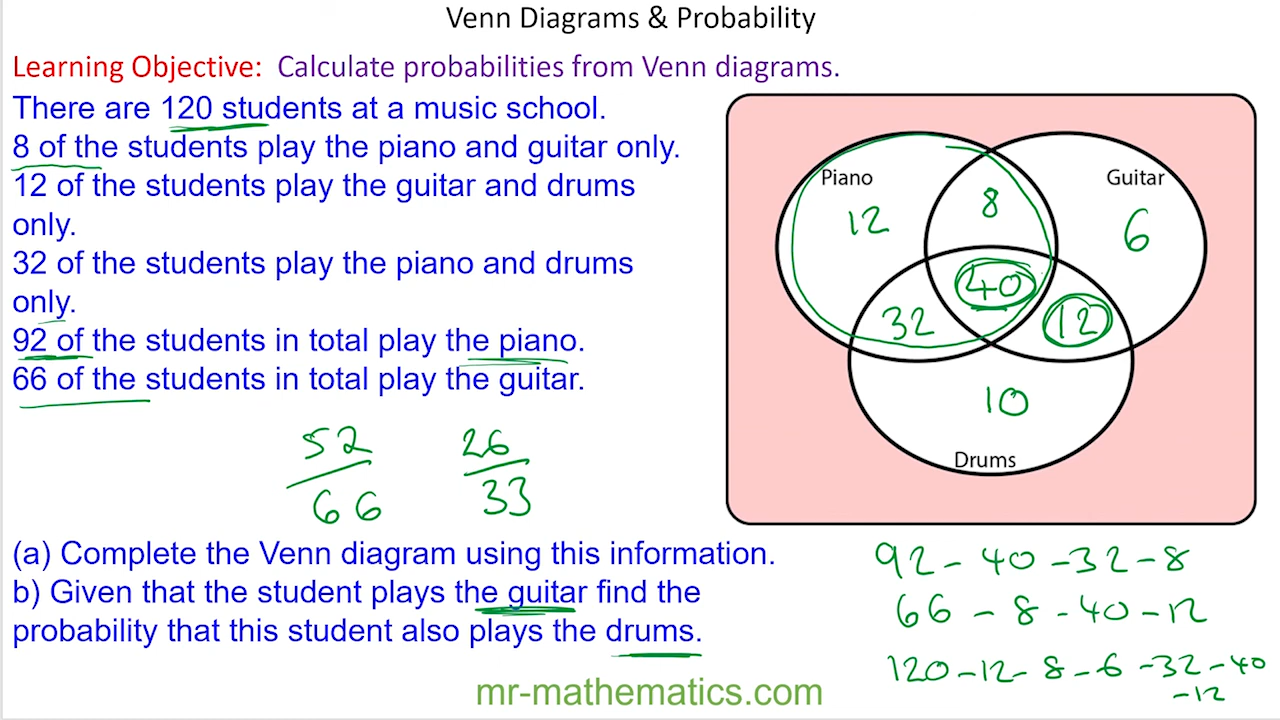 Venn Diagrams & Probability
Learning Objective: Calculate probabilities from Venn diagrams.
There are 120 students at a music school.
8 of the students play the piano and guitar only.
12 of the students play the guitar and drums
only.
32 of the students play the piano and drums
only.
92 of the students in total play the piano.
66 of the students in total play the guitar.
52
66
26
33
(a) Complete the Venn diagram using this information.
b) Given that the student plays the guitar find the
probability that this student also plays the drums.
Piano
Guitar
8
12
6
40
32
12
10
Drums
92 - 40 - 32 - 8
66 - 8 - 40 - 12
120 - 12 - 8 - 6 - 32 - 40
- 12
mr-mathematics.com